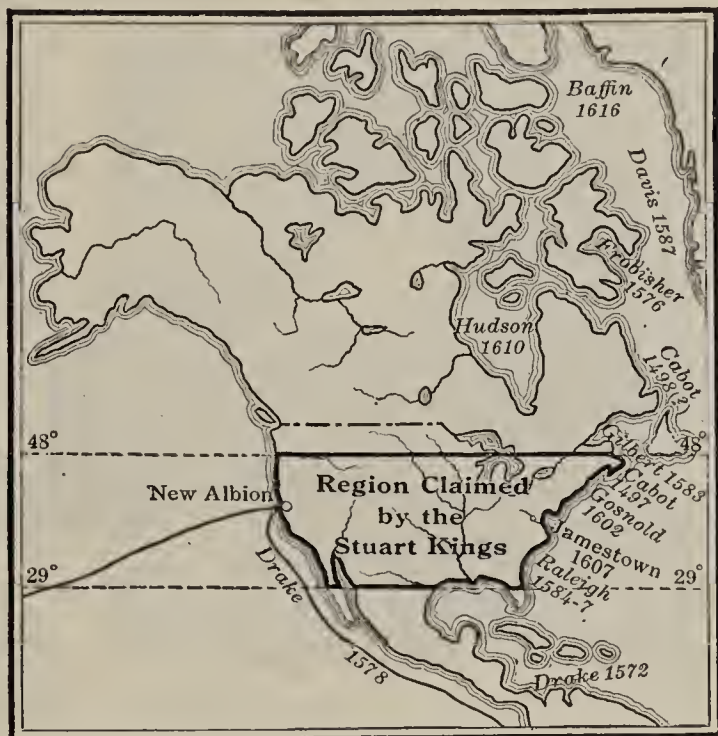 Baffin
1616
Davis 1587
Frobisher
1576
Hudson
1610
Cabot
1498(?)
48°
48°
Gilbert 1583
Cabot
1497
Gosnold
1602
New Albion
Region Claimed
by the
Stuart Kings
Jamestown
1607
Raleigh
1584-7
29°
29°
Drake
1578
Drake 1572